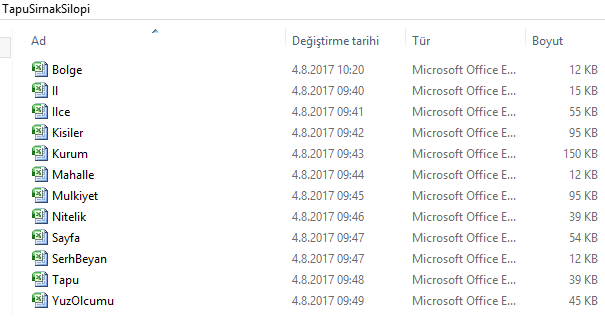 TapuSirnakSilopi
Ad Değiştirme tarihi Tür Boyut
Bolge 4.8.2017 10:20 Microsoft Office E... 12 KB
Il 4.8.2017 09:40 Microsoft Office E... 15 KB
Ilce 4.8.2017 09:41 Microsoft Office E... 55 KB
Kisiler 4.8.2017 09:42 Microsoft Office E... 95 KB
Kurum 4.8.2017 09:43 Microsoft Office E... 150 KB
Mahalle 4.8.2017 09:44 Microsoft Office E... 12 KB
Mulkiyet 4.8.2017 09:45 Microsoft Office E... 95 KB
Nitelik 4.8.2017 09:46 Microsoft Office E... 39 KB
Sayfa 4.8.2017 09:47 Microsoft Office E... 54 KB
SerhBeyan 4.8.2017 09:47 Microsoft Office E... 12 KB
Tapu 4.8.2017 09:48 Microsoft Office E... 39 KB
YuzOlcumu 4.8.2017 09:49 Microsoft Office E... 45 KB